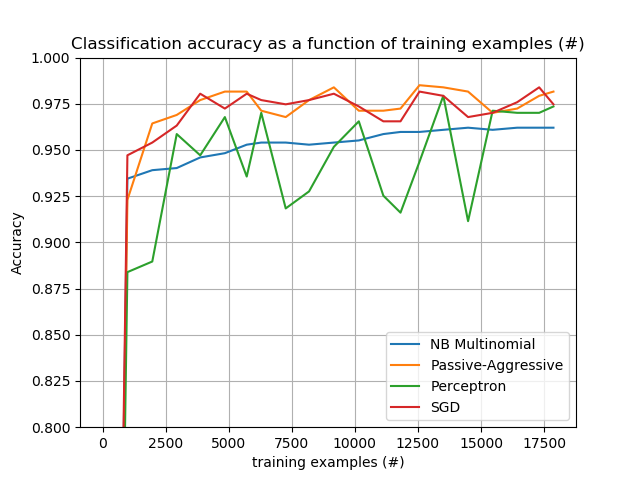 Classification accuracy as a function of training examples (#)
1.000
0.975
0.950
0.925
0.900
0.875
0.850
0.825
0.800
Accuracy
NB Multinomial
Passive-Aggressive
Perceptron
SGD
0 2500 5000 7500 10000 12500 15000 17500
training examples (#)